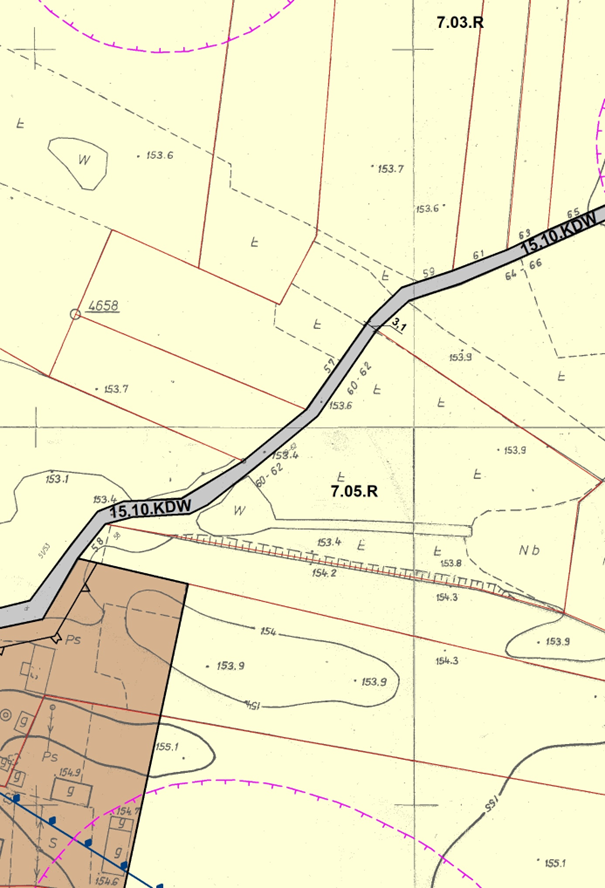 7.03.R
Ł
W
153.6
153.7
153.6
65
63
15.10.KDW
61
64-66
Ł
Ł
59
4658
Ł
3,1
57
153.9
60-62
Ł
Ł
153.7
Ł
153.6
153.4
153.9
60-62
153.1
Ł
Ł
7.05.R
153.4
15.10.KDW
W
58
153.4
Ł
Ł
Nb
153.8
154.2
154.3
154
Ps
153.9
154.3
153.9
153.9
154
g
155.1
Ps
154.9
g
g
g
155
154.7
g
S
g
155.1
154.6